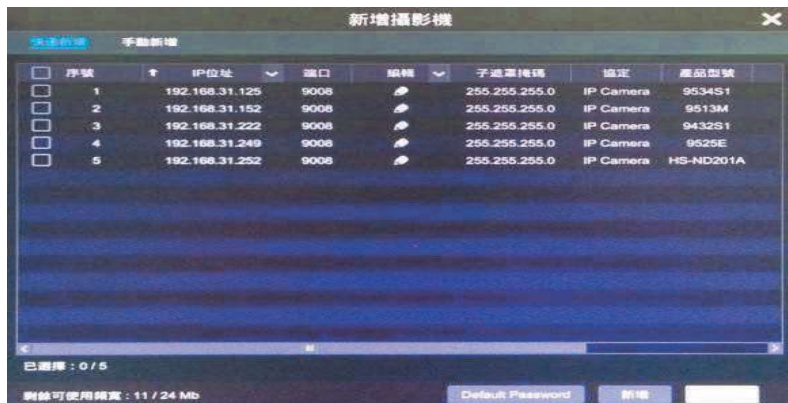 新增攝影機
快速新增 手動新增
序號 IP位址 端口 編輯 子遮罩掩碼 協定 產品型號
1 192.168.31.125 9008 255.255.255.0 IP Camera 9534S1
2 192.168.31.152 9008 255.255.255.0 IP Camera 9513M
3 192.168.31.222 9008 255.255.255.0 IP Camera 9432S1
4 192.168.31.249 9008 255.255.255.0 IP Camera 9525E
5 192.168.31.252 9008 255.255.255.0 IP Camera HS-ND201A
已選擇：0/5
剩餘可使用頻寬：11 / 24 Mb Default Password 新增